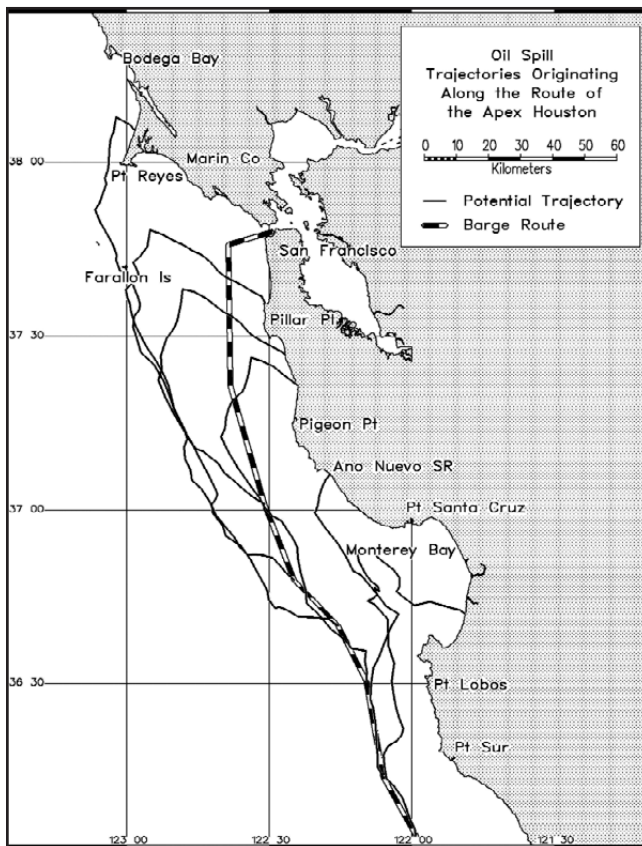 Bodega Bay
Oil Spill
Trajectories Originating
Along the Route of
the Apex Houston
0 10 20 30 40 50 60
Kilometers
Potential Trajectory
Barge Route
38 00
Marin Co
Pt Reyes
San Francisco
Farallon Is
Pillar Pt
37 30
Pigeon Pt
Ano Nuevo SR
37 00
Pt Santa Cruz
Monterey Bay
36 30
Pt Lobos
Pt Sur
123 00
122 30
122 00
121 30